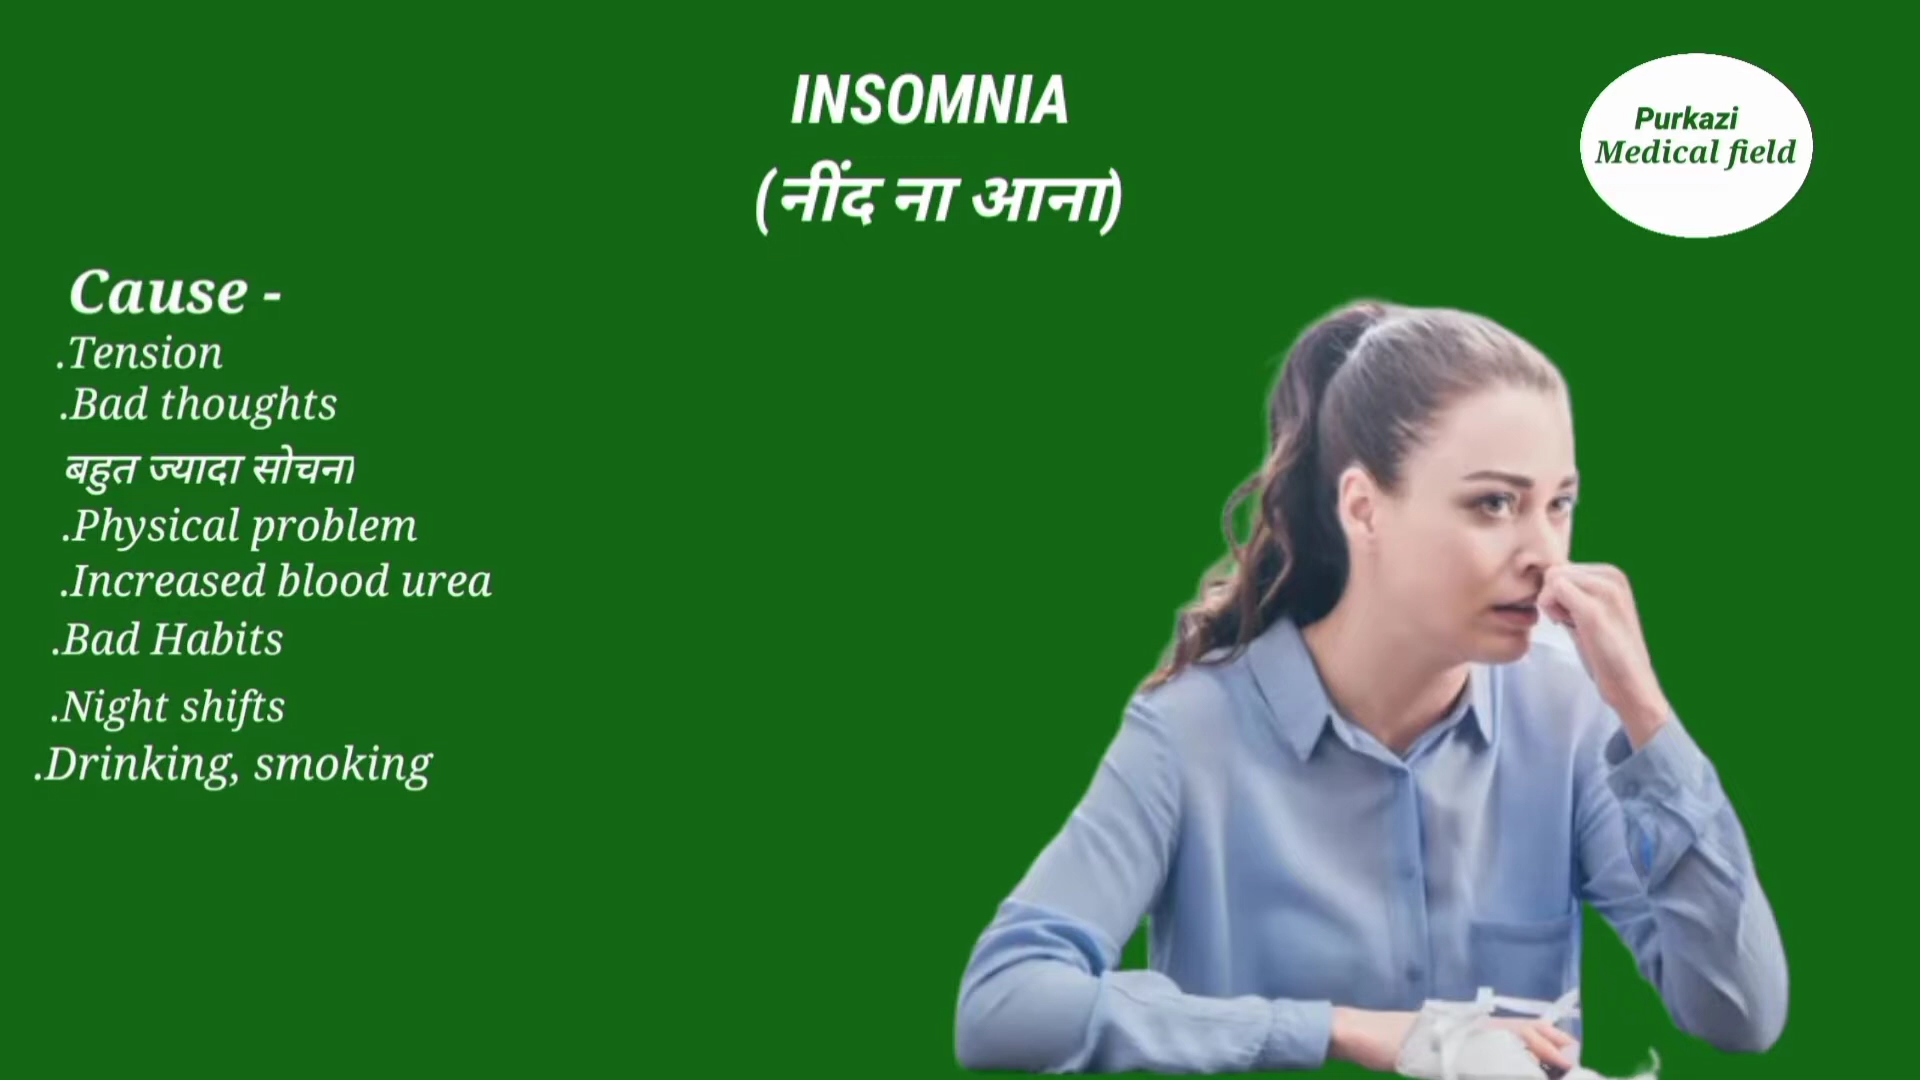 INSOMNIA
(नींद ना आना)
Purkazi
Medical field
Cause -
.Tension
.Bad thoughts
बहुत ज्यादा सोचना
.Physical problem
.Increased blood urea
.Bad Habits
.Night shifts
.Drinking, smoking